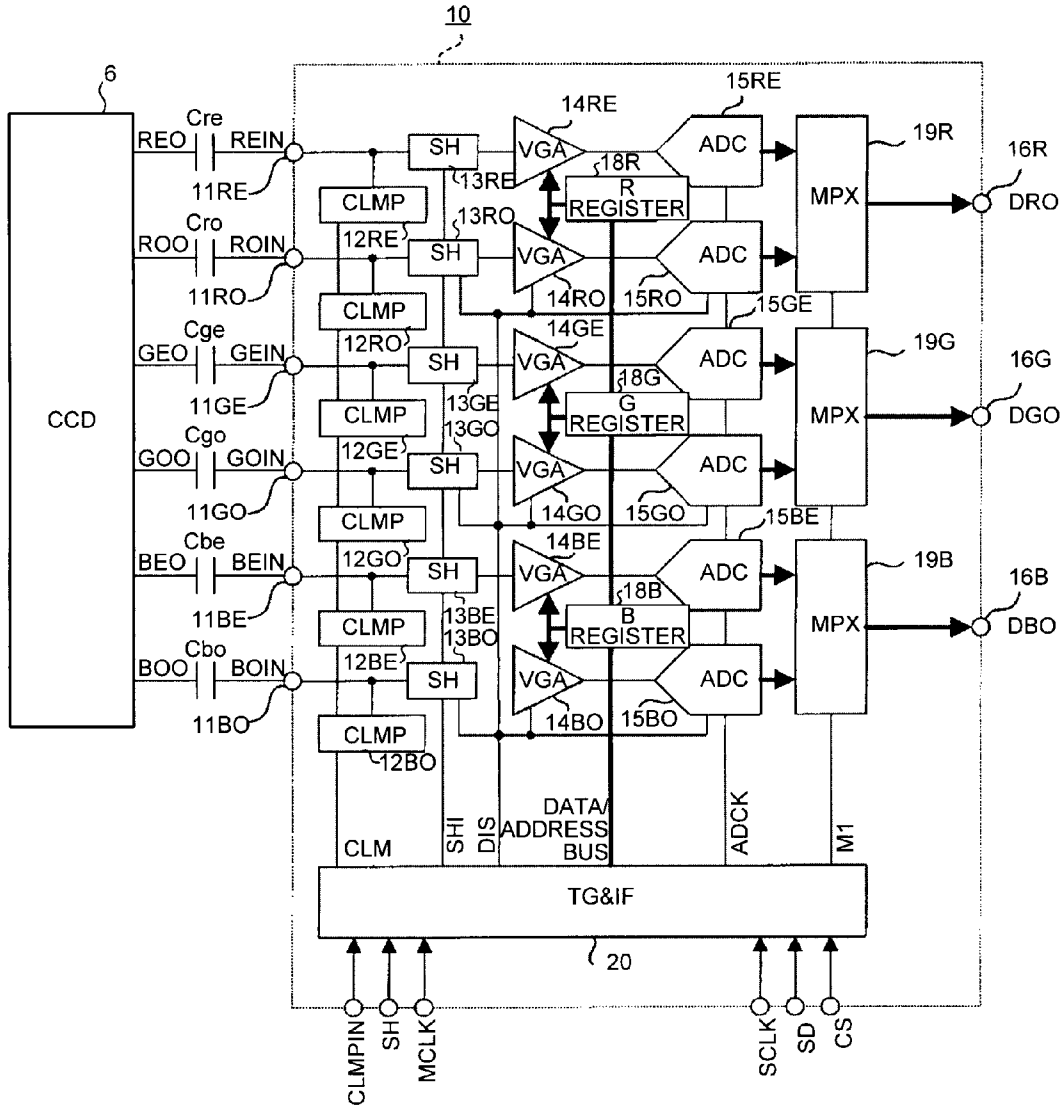 10
6
CCD
REO Cre REIN 11RE
SH 13RE
14RE VGA
18R R REGISTER
15RE ADC
19R MPX
16R DRO
CLMP 12RE
ROO Cro ROIN 11RO
13RO SH
VGA 14RO
15RO ADC
CLMP 12RO
GEO Cge GEIN 11GE
SH 13GE
14GE VGA
18G G REGISTER
15GE ADC
19G MPX
16G DGO
CLMP 12GE
GOO Cgo GOIN 11GO
13GO SH
VGA 14GO
15GO ADC
CLMP 12GO
BEO Cbe BEIN 11BE
SH 13BE
14BE VGA
18B B REGISTER
15BE ADC
19B MPX
16B DBO
CLMP 12BE
BOO Cbo BOIN 11BO
13BO SH
VGA 14BO
15BO ADC
CLMP 12BO
CLM
SHI
DIS
DATA/
ADDRESS
BUS
ADCK
M1
TG&IF
20
CLMPIN
SH
MCLK
SCLK
SD
CS